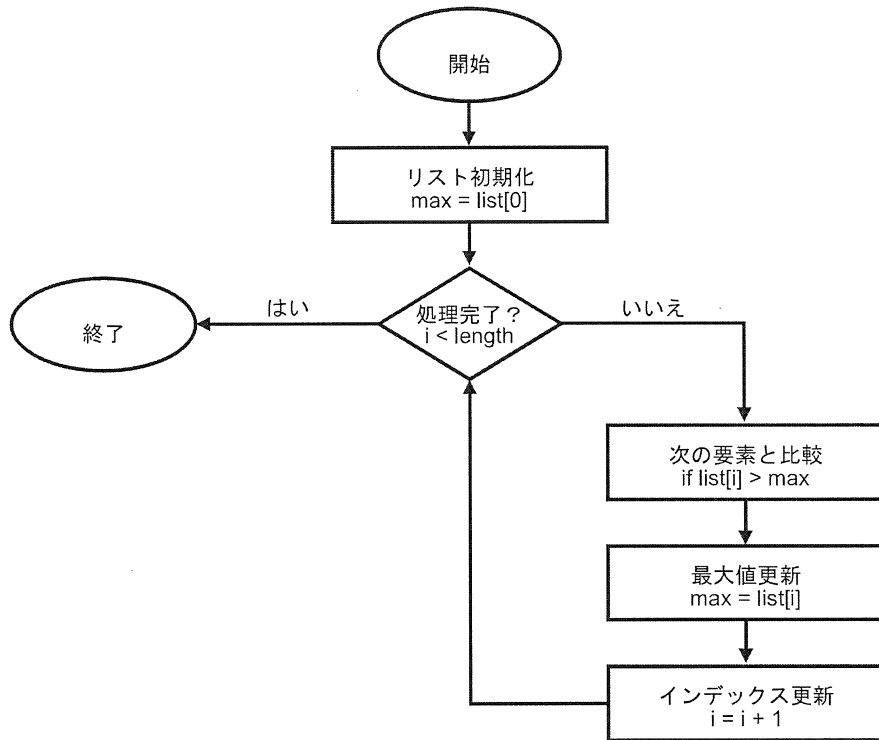 開始
リスト初期化
max = list[0]
はい
処理完了？
i < length
いいえ
終了
次の要素と比較
if list[i] > max
最大値更新
max = list[i]
インデックス更新
i = i + 1